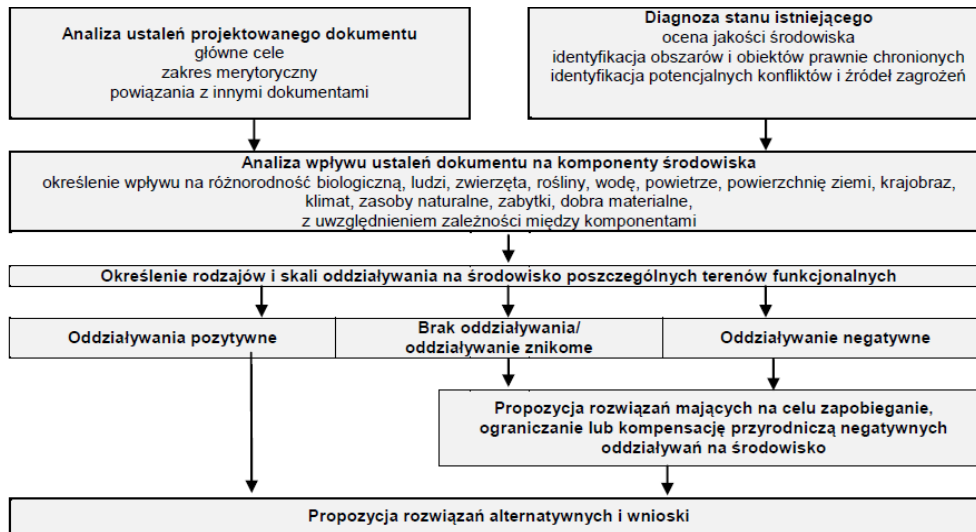 Analiza ustaleń projektowanego dokumentu
główne cele
zakres merytoryczny
powiązania z innymi dokumentami
Diagnoza stanu istniejącego
ocena jakości środowiska
identyfikacja obszarów i obiektów prawnie chronionych
identyfikacja potencjalnych konfliktów i źródeł zagrożeń
Analiza wpływu ustaleń dokumentu na komponenty środowiska
określenie wpływu na różnorodność biologiczną, ludzi, zwierzęta, rośliny, wodę, powietrze, powierzchnię ziemi, krajobraz,
klimat, zasoby naturalne, zabytki, dobra materialne,
z uwzględnieniem zależności między komponentami
Określenie rodzajów i skali oddziaływania na środowisko poszczególnych terenów funkcjonalnych
Oddziaływania pozytywne
Brak oddziaływania/
oddziaływanie znikome
Oddziaływanie negatywne
Propozycja rozwiązań mających na celu zapobieganie,
ograniczanie lub kompensację przyrodniczą negatywnych
oddziaływań na środowisko
Propozycja rozwiązań alternatywnych i wnioski